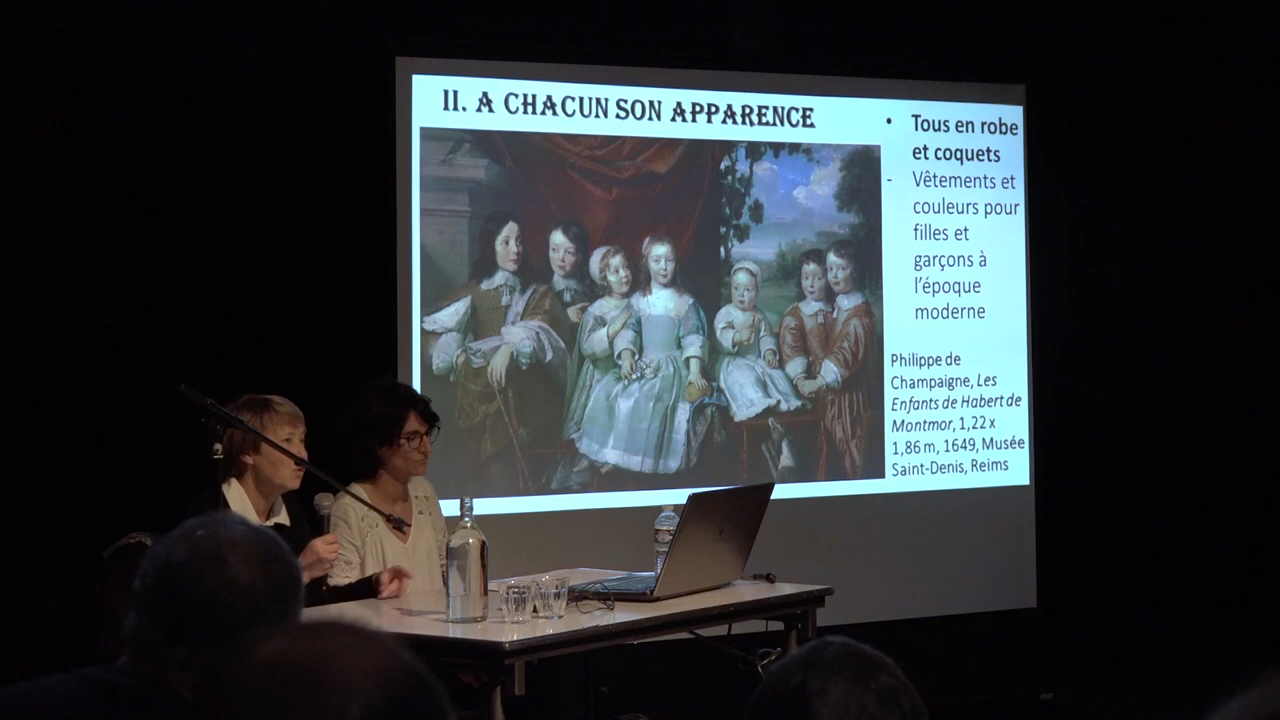 II. A CHACUN SON APPARENCE
• Tous en robe
et coquets
- Vêtements et
couleurs pour
filles et
garçons à
l'époque
moderne
Philippe de
Champaigne, Les
Enfants de Habert de
Montmor, 1,22 x
1,86 m, 1649, Musée
Saint-Denis, Reims